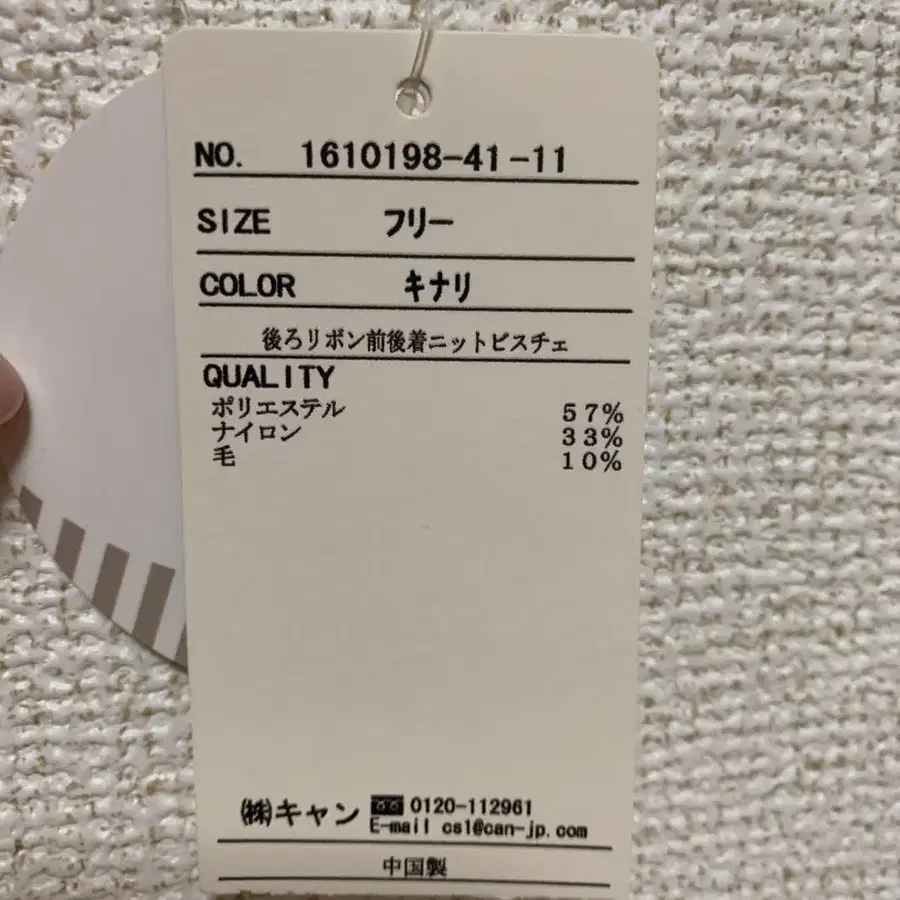 NO. 1610198-41-11
SIZE フリー
COLOR キナリ
後ろリボン前後着ニットビスチェ
QUALITY
ポリエステル 57%
ナイロン 33%
毛 10%
㈱キャン 0120-112961
E-mail cs1@can-jp.com
中国製